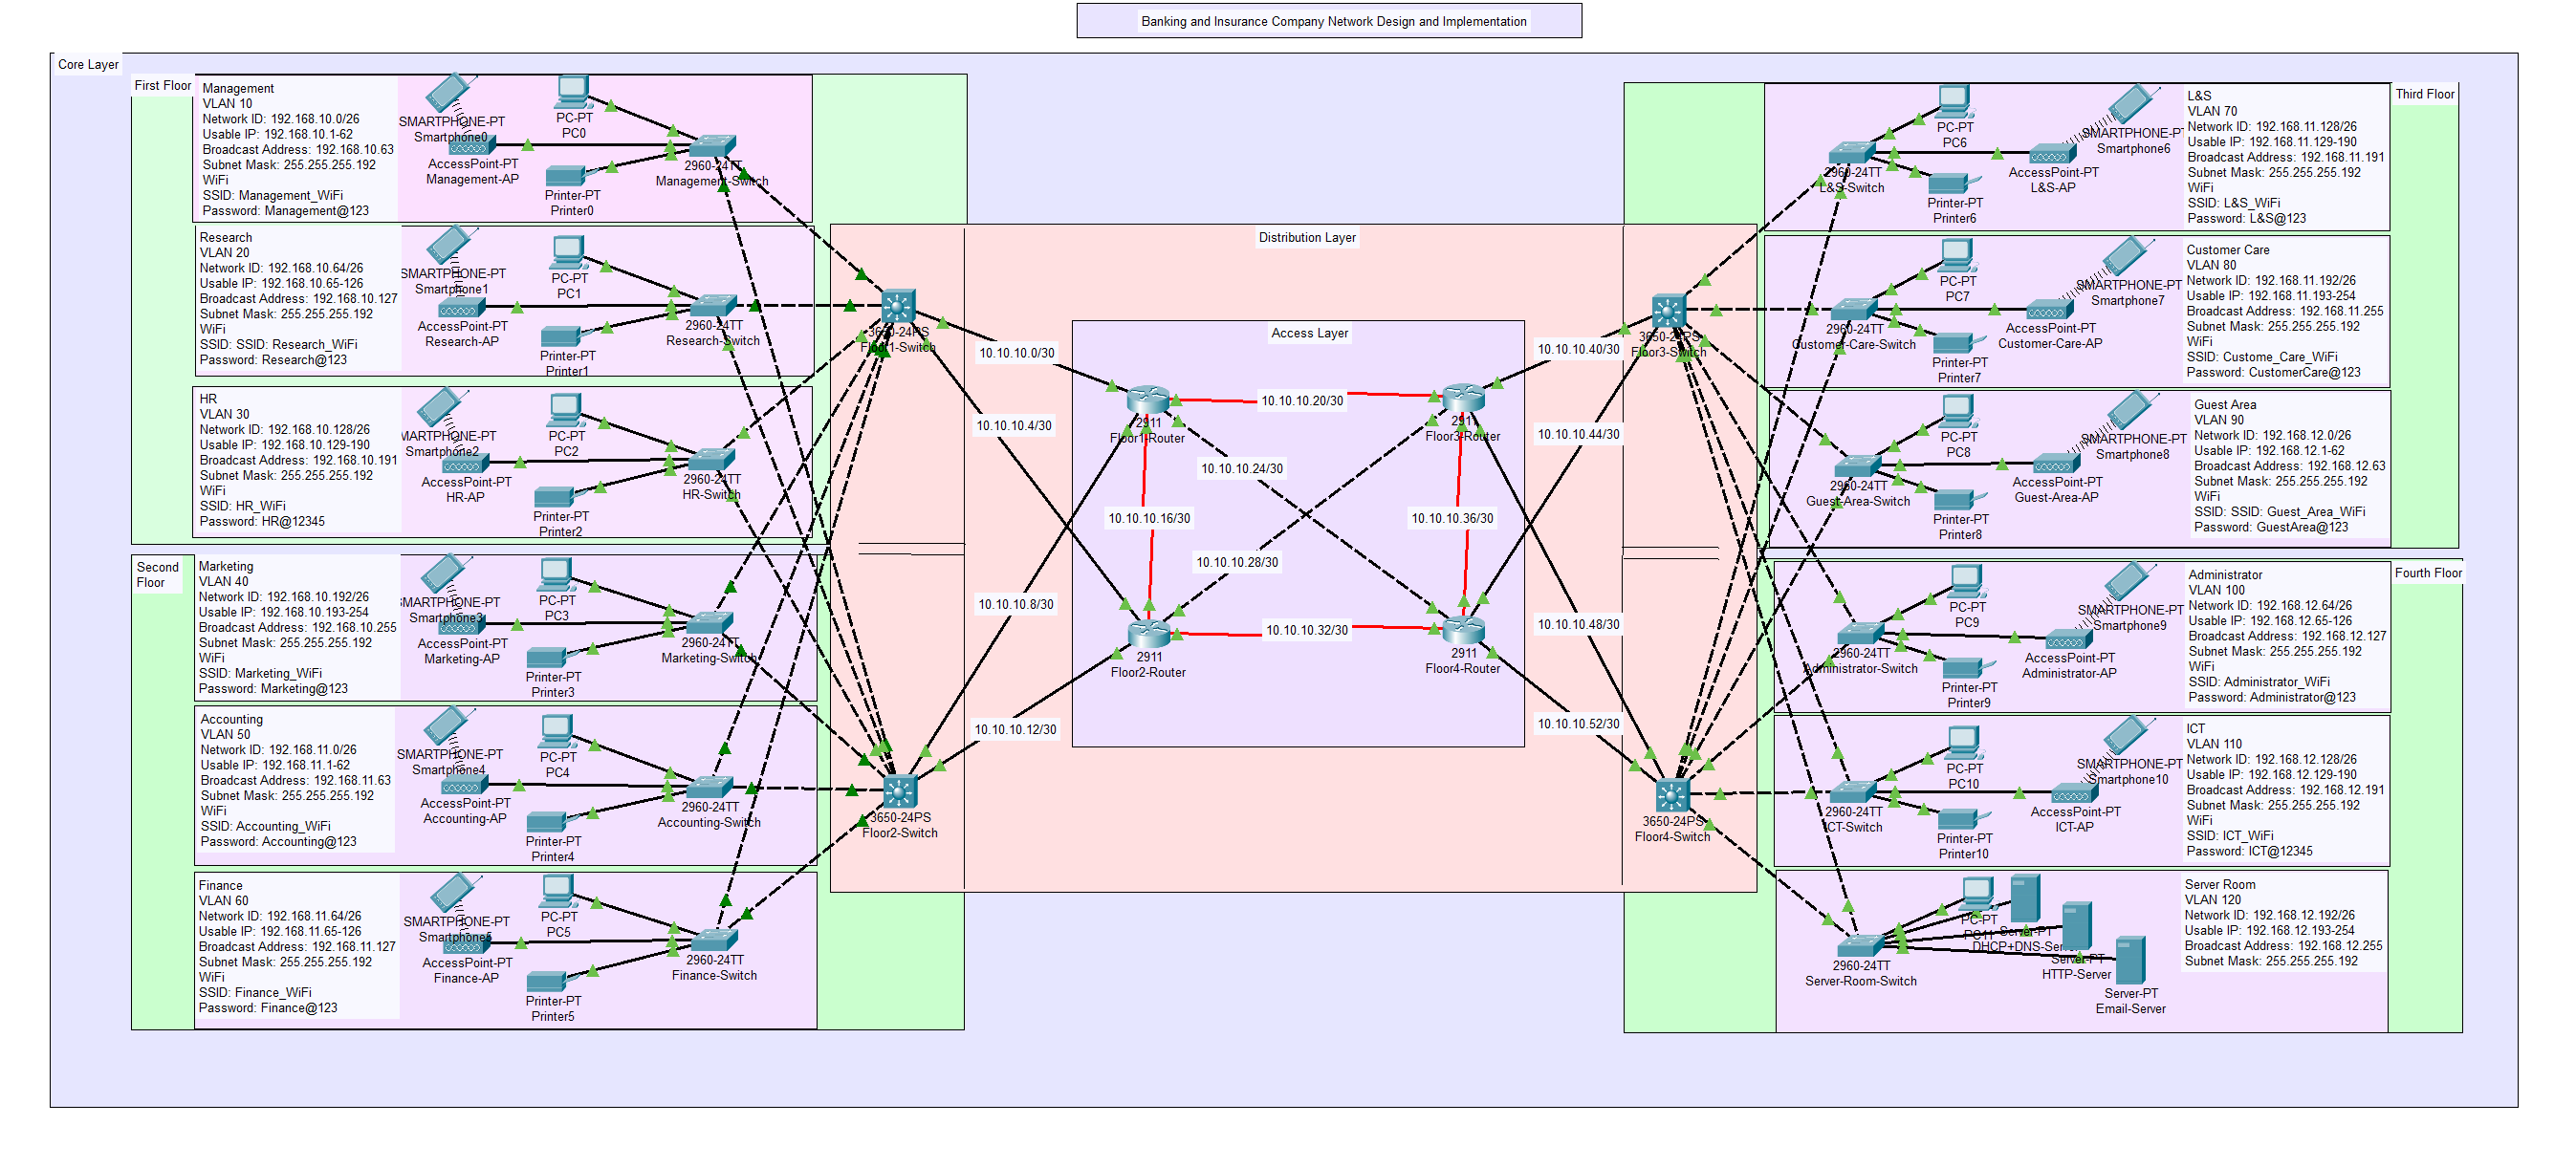 Banking and Insurance Company Network Design and Implementation
Core Layer
First Floor
Management
VLAN 10
Network ID: 192.168.10.0/26
Usable IP: 192.168.10.1-62
Broadcast Address: 192.168.10.63
Subnet Mask: 255.255.255.192
WiFi
SSID: Management_WiFi
Password: Management@123
SMARTPHONE-PT
Smartphone0
AccessPoint-PT
Management-AP
PC-PT
PC0
Printer-PT
Printer0
2960-24TT
Management-Switch
Research
VLAN 20
Network ID: 192.168.10.64/26
Usable IP: 192.168.10.65-126
Broadcast Address: 192.168.10.127
Subnet Mask: 255.255.255.192
WiFi
SSID: SSID: Research_WiFi
Password: Research@123
SMARTPHONE-PT
Smartphone1
AccessPoint-PT
Research-AP
PC-PT
PC1
Printer-PT
Printer1
2960-24TT
Research-Switch
HR
VLAN 30
Network ID: 192.168.10.128/26
Usable IP: 192.168.10.129-190
Broadcast Address: 192.168.10.191
Subnet Mask: 255.255.255.192
WiFi
SSID: HR_WiFi
Password: HR@12345
MARTPHONE-PT
Smartphone2
AccessPoint-PT
HR-AP
PC-PT
PC2
Printer-PT
Printer2
2960-24TT
HR-Switch
Second
Floor
Marketing
VLAN 40
Network ID: 192.168.10.192/26
Usable IP: 192.168.10.193-254
Broadcast Address: 192.168.10.255
Subnet Mask: 255.255.255.192
WiFi
SSID: Marketing_WiFi
Password: Marketing@123
SMARTPHONE-PT
Smartphone3
AccessPoint-PT
Marketing-AP
PC-PT
PC3
Printer-PT
Printer3
2960-24TT
Marketing-Switch
Accounting
VLAN 50
Network ID: 192.168.11.0/26
Usable IP: 192.168.11.1-62
Broadcast Address: 192.168.11.63
Subnet Mask: 255.255.255.192
WiFi
SSID: Accounting_WiFi
Password: Accounting@123
SMARTPHONE-PT
Smartphone4
AccessPoint-PT
Accounting-AP
PC-PT
PC4
Printer-PT
Printer4
2960-24TT
Accounting-Switch
Finance
VLAN 60
Network ID: 192.168.11.64/26
Usable IP: 192.168.11.65-126
Broadcast Address: 192.168.11.127
Subnet Mask: 255.255.255.192
WiFi
SSID: Finance_WiFi
Password: Finance@123
SMARTPHONE-PT
Smartphone5
AccessPoint-PT
Finance-AP
PC-PT
PC5
Printer-PT
Printer5
2960-24TT
Finance-Switch
Distribution Layer
3650-24PS
Floor1-Switch
3650-24PS
Floor2-Switch
10.10.10.0/30
10.10.10.4/30
10.10.10.8/30
10.10.10.12/30
Access Layer
2911
Floor1-Router
10.10.10.20/30
2911
Floor3-Router
10.10.10.24/30
10.10.10.16/30
10.10.10.36/30
10.10.10.28/30
2911
Floor2-Router
10.10.10.32/30
2911
Floor4-Router
10.10.10.40/30
10.10.10.44/30
10.10.10.48/30
10.10.10.52/30
3650-24PS
Floor3-Switch
3650-24PS
Floor4-Switch
Third Floor
L&S
VLAN 70
Network ID: 192.168.11.128/26
Usable IP: 192.168.11.129-190
Broadcast Address: 192.168.11.191
Subnet Mask: 255.255.255.192
WiFi
SSID: L&S_WiFi
Password: L&S@123
2960-24TT
L&S-Switch
PC-PT
PC6
Printer-PT
Printer6
SMARTPHONE-PT
Smartphone6
AccessPoint-PT
L&S-AP
Customer Care
VLAN 80
Network ID: 192.168.11.192/26
Usable IP: 192.168.11.193-254
Broadcast Address: 192.168.11.255
Subnet Mask: 255.255.255.192
WiFi
SSID: Custome_Care_WiFi
Password: CustomerCare@123
2960-24TT
Customer-Care-Switch
PC-PT
PC7
Printer-PT
Printer7
SMARTPHONE-PT
Smartphone7
AccessPoint-PT
Customer-Care-AP
Guest Area
VLAN 90
Network ID: 192.168.12.0/26
Usable IP: 192.168.12.1-62
Broadcast Address: 192.168.12.63
Subnet Mask: 255.255.255.192
WiFi
SSID: SSID: Guest_Area_WiFi
Password: GuestArea@123
2960-24TT
Guest-Area-Switch
PC-PT
PC8
Printer-PT
Printer8
SMARTPHONE-PT
Smartphone8
AccessPoint-PT
Guest-Area-AP
Fourth Floor
Administrator
VLAN 100
Network ID: 192.168.12.64/26
Usable IP: 192.168.12.65-126
Broadcast Address: 192.168.12.127
Subnet Mask: 255.255.255.192
WiFi
SSID: Administrator_WiFi
Password: Administrator@123
2960-24TT
Administrator-Switch
PC-PT
PC9
Printer-PT
Printer9
SMARTPHONE-PT
Smartphone9
AccessPoint-PT
Administrator-AP
ICT
VLAN 110
Network ID: 192.168.12.128/26
Usable IP: 192.168.12.129-190
Broadcast Address: 192.168.12.191
Subnet Mask: 255.255.255.192
WiFi
SSID: ICT_WiFi
Password: ICT@12345
2960-24TT
ICT-Switch
PC-PT
PC10
Printer-PT
Printer10
SMARTPHONE-PT
Smartphone10
AccessPoint-PT
ICT-AP
Server Room
VLAN 120
Network ID: 192.168.12.192/26
Usable IP: 192.168.12.193-254
Broadcast Address: 192.168.12.255
Subnet Mask: 255.255.255.192
2960-24TT
Server-Room-Switch
PC-PT
PC11
Server-PT
DHCP+DNS-Server
Server-PT
HTTP-Server
Server-PT
Email-Server